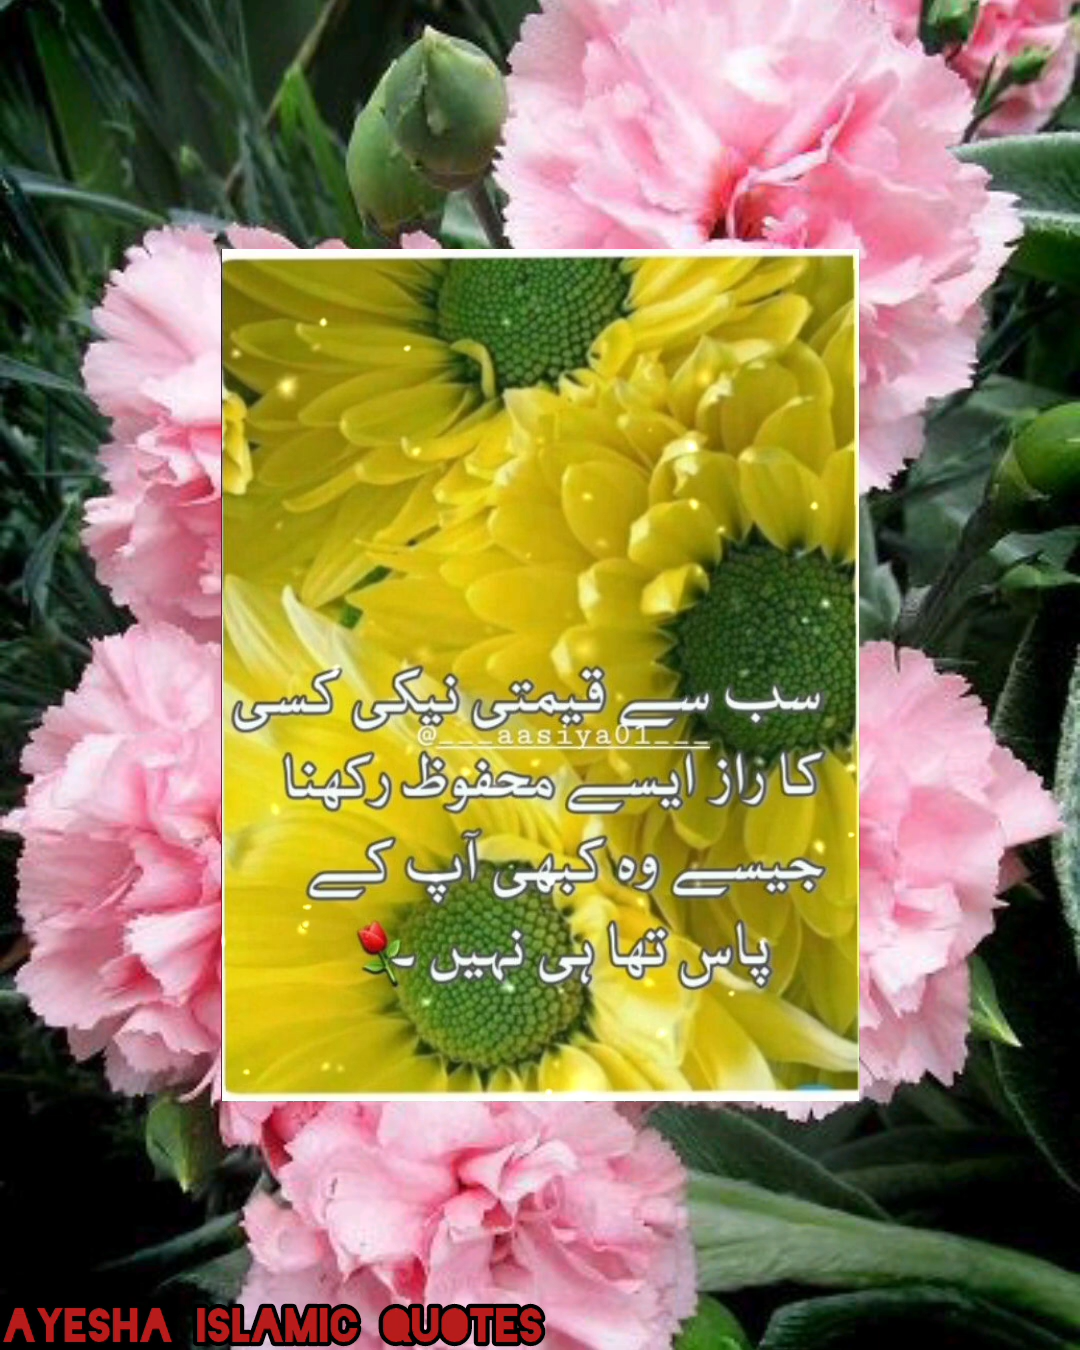 سب سے قیمتی نیکی کسی
@___aasiya01___
کا راز ایسے محفوظ رکھنا
جیسے وہ کبھی آپ کے
پاس تھا ہی نہیں ۔🌹
AYESHA ISLAMIC QUOTES